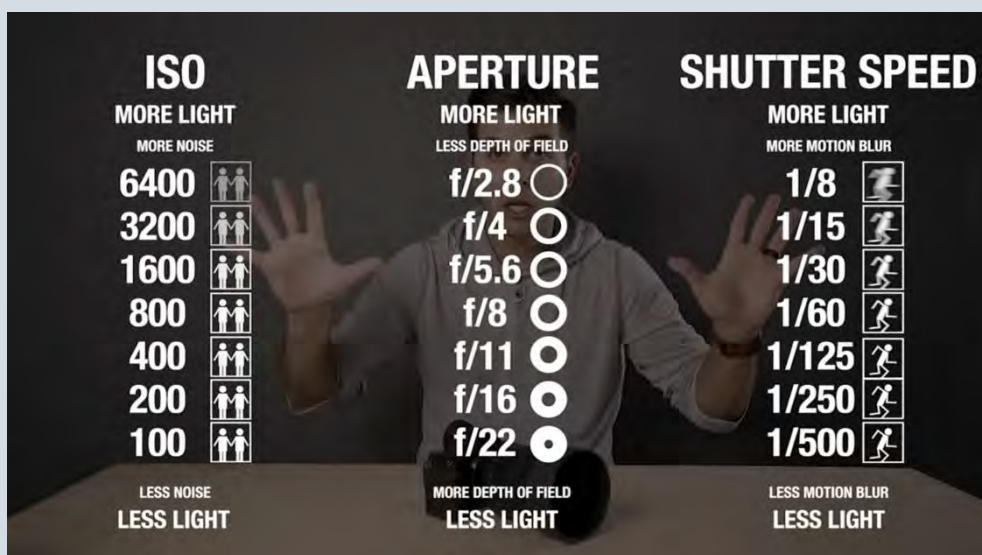 ISO
MORE LIGHT
MORE NOISE
6400
3200
1600
800
400
200
100
LESS NOISE
LESS LIGHT
APERTURE
MORE LIGHT
LESS DEPTH OF FIELD
f/2.8
f/4
f/5.6
f/8
f/11
f/16
f/22
MORE DEPTH OF FIELD
LESS LIGHT
SHUTTER SPEED
MORE LIGHT
MORE MOTION BLUR
1/8
1/15
1/30
1/60
1/125
1/250
1/500
LESS MOTION BLUR
LESS LIGHT